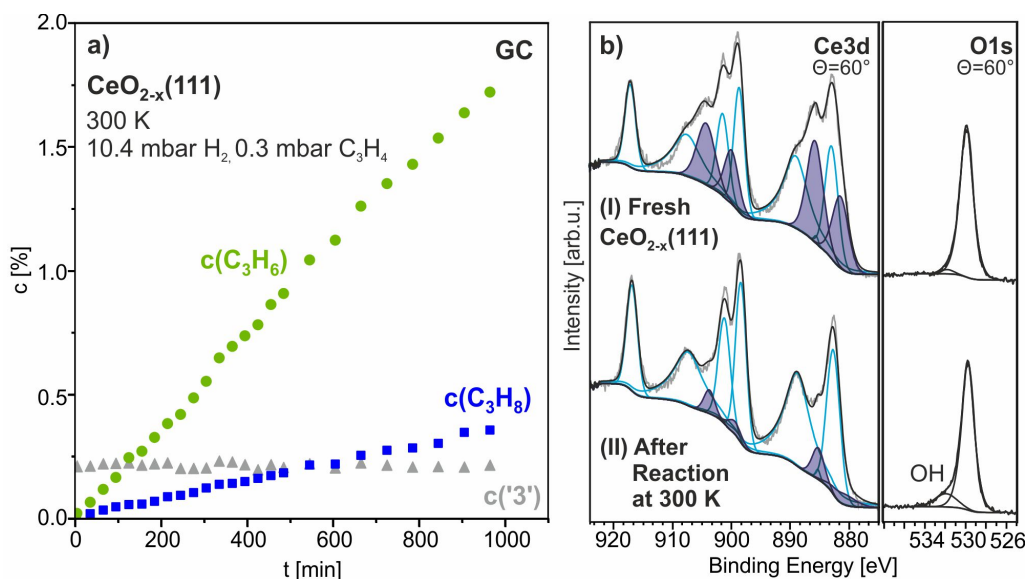 a)
GC
CeO₂₋ₓ(111)
300 K
10.4 mbar H₂, 0.3 mbar C₃H₄
c(C₃H₆)
c(C₃H₈)
c('3')
2.0
1.5
1.0
0.5
0.0
c [%]
0 200 400 600 800 1000
t [min]
b)
Ce3d
Θ=60°
O1s
Θ=60°
(I) Fresh
CeO₂₋ₓ(111)
(II) After
Reaction
at 300 K
OH
Intensity [arb.u.]
920 910 900 890 880
534 530 526
Binding Energy [eV]